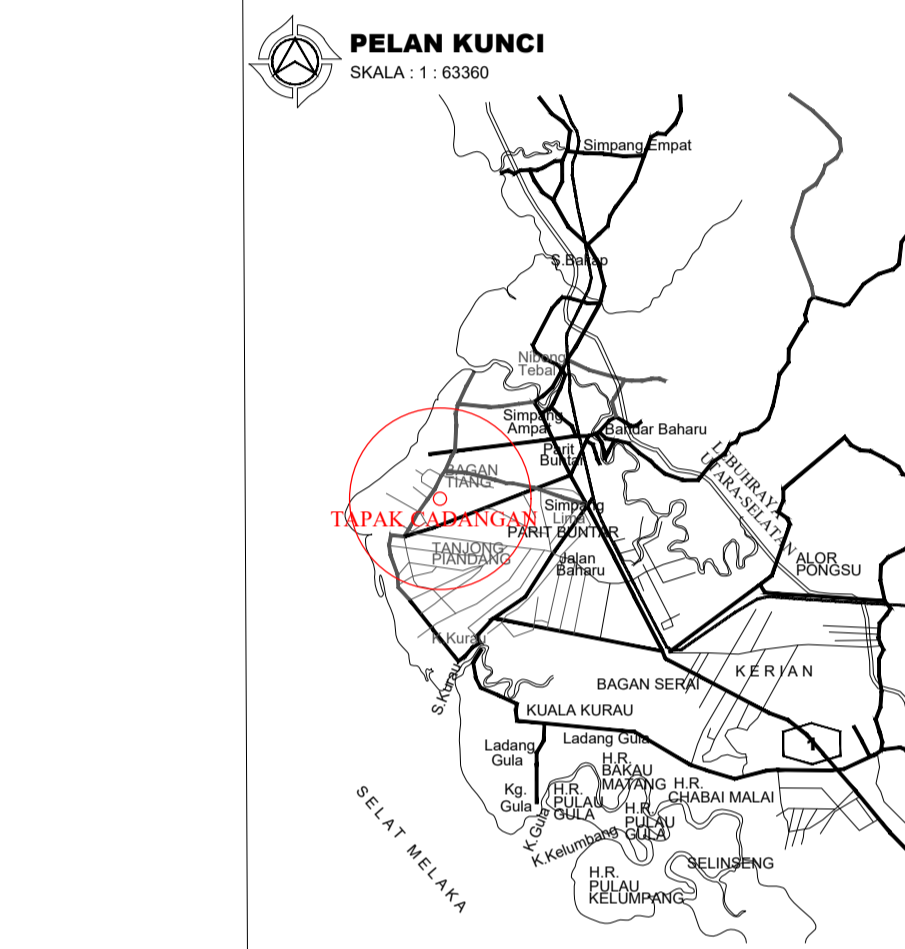 PELAN KUNCI
SKALA : 1 : 63360
Simpang Empat
S.Bakap
Nibong
Tebal
Simpang
Ampat
Bandar Baharu
Parit
Buntar
LEBUHRAYA
UTARA-SELATAN
BAGAN
TIANG
Simpang
Lima
TAPAK CADANGAN
PARIT BUNTAR
TANJONG
PIANDANG
Jalan
Baharu
ALOR
PONGSU
K.Kurau
S.Kurau
KERIAN
BAGAN SERAI
KUALA KURAU
Ladang Gula
Ladang
Gula
1
H.R.
BAKAU
MATANG
H.R.
CHABAI MALAI
Kg.
Gula
H.R.
PULAU
GULA
H.R.
PULAU
GULA
K.Gula
K.Kelumbang
SELINSENG
H.R.
PULAU
KELUMPANG
SELAT MELAKA